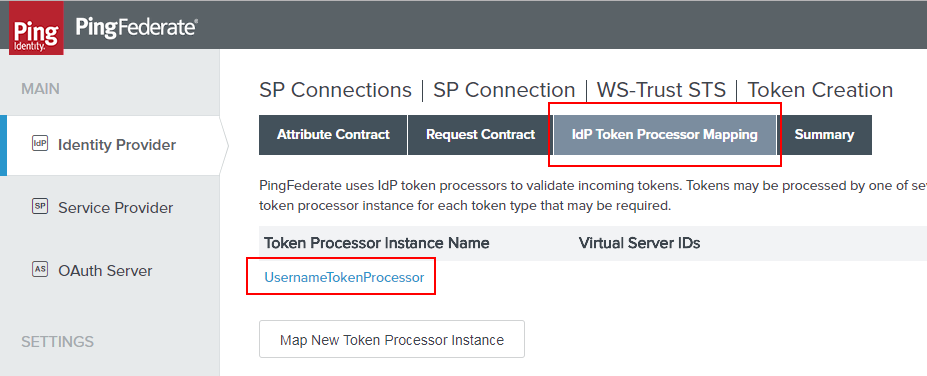 Ping
Identity.
PingFederate®
MAIN
IdP Identity Provider
SP Service Provider
AS OAuth Server
SETTINGS
SP Connections | SP Connection | WS-Trust STS | Token Creation
Attribute Contract Request Contract IdP Token Processor Mapping Summary
PingFederate uses IdP token processors to validate incoming tokens. Tokens may be processed by one of se
token processor instance for each token type that may be required.
Token Processor Instance Name Virtual Server IDs
UsernameTokenProcessor
Map New Token Processor Instance